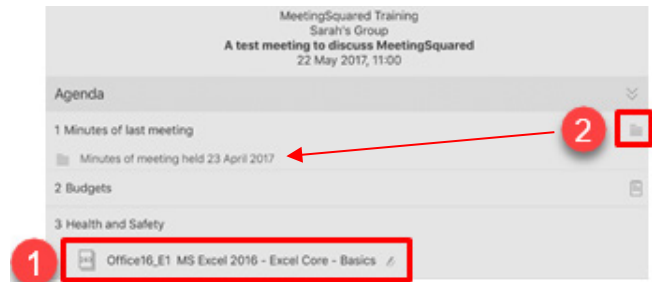 MeetingSquared Training
Sarah's Group
A test meeting to discuss MeetingSquared
22 May 2017, 11:00
Agenda
1 Minutes of last meeting
2
Minutes of meeting held 23 April 2017
2 Budgets
3 Health and Safety
1
Office16_E1 MS Excel 2016 - Excel Core - Basics